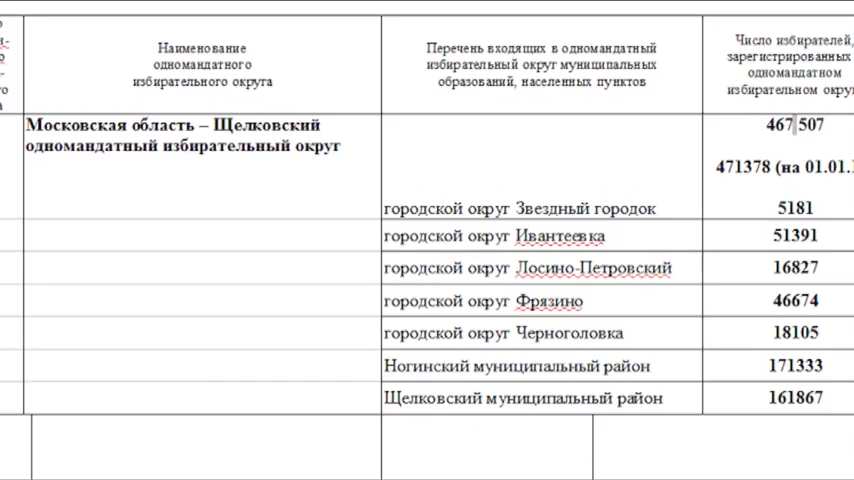 Наименование
одномандатного
избирательного округа
Перечень входящих в одномандатный
избирательный округ муниципальных
образований, населенных пунктов
Число избирателей,
зарегистрированных
одномандатном
избирательном
Московская область – Щелковский
одномандатный избирательный округ
467 507
471378 (на 01.01.
городской округ Звездный городок 5181
городской округ Ивантеевка 51391
городской округ Лосино-Петровский 16827
городской округ Фрязино 46674
городской округ Черноголовка 18105
Ногинский муниципальный район 171333
Щелковский муниципальный район 161867